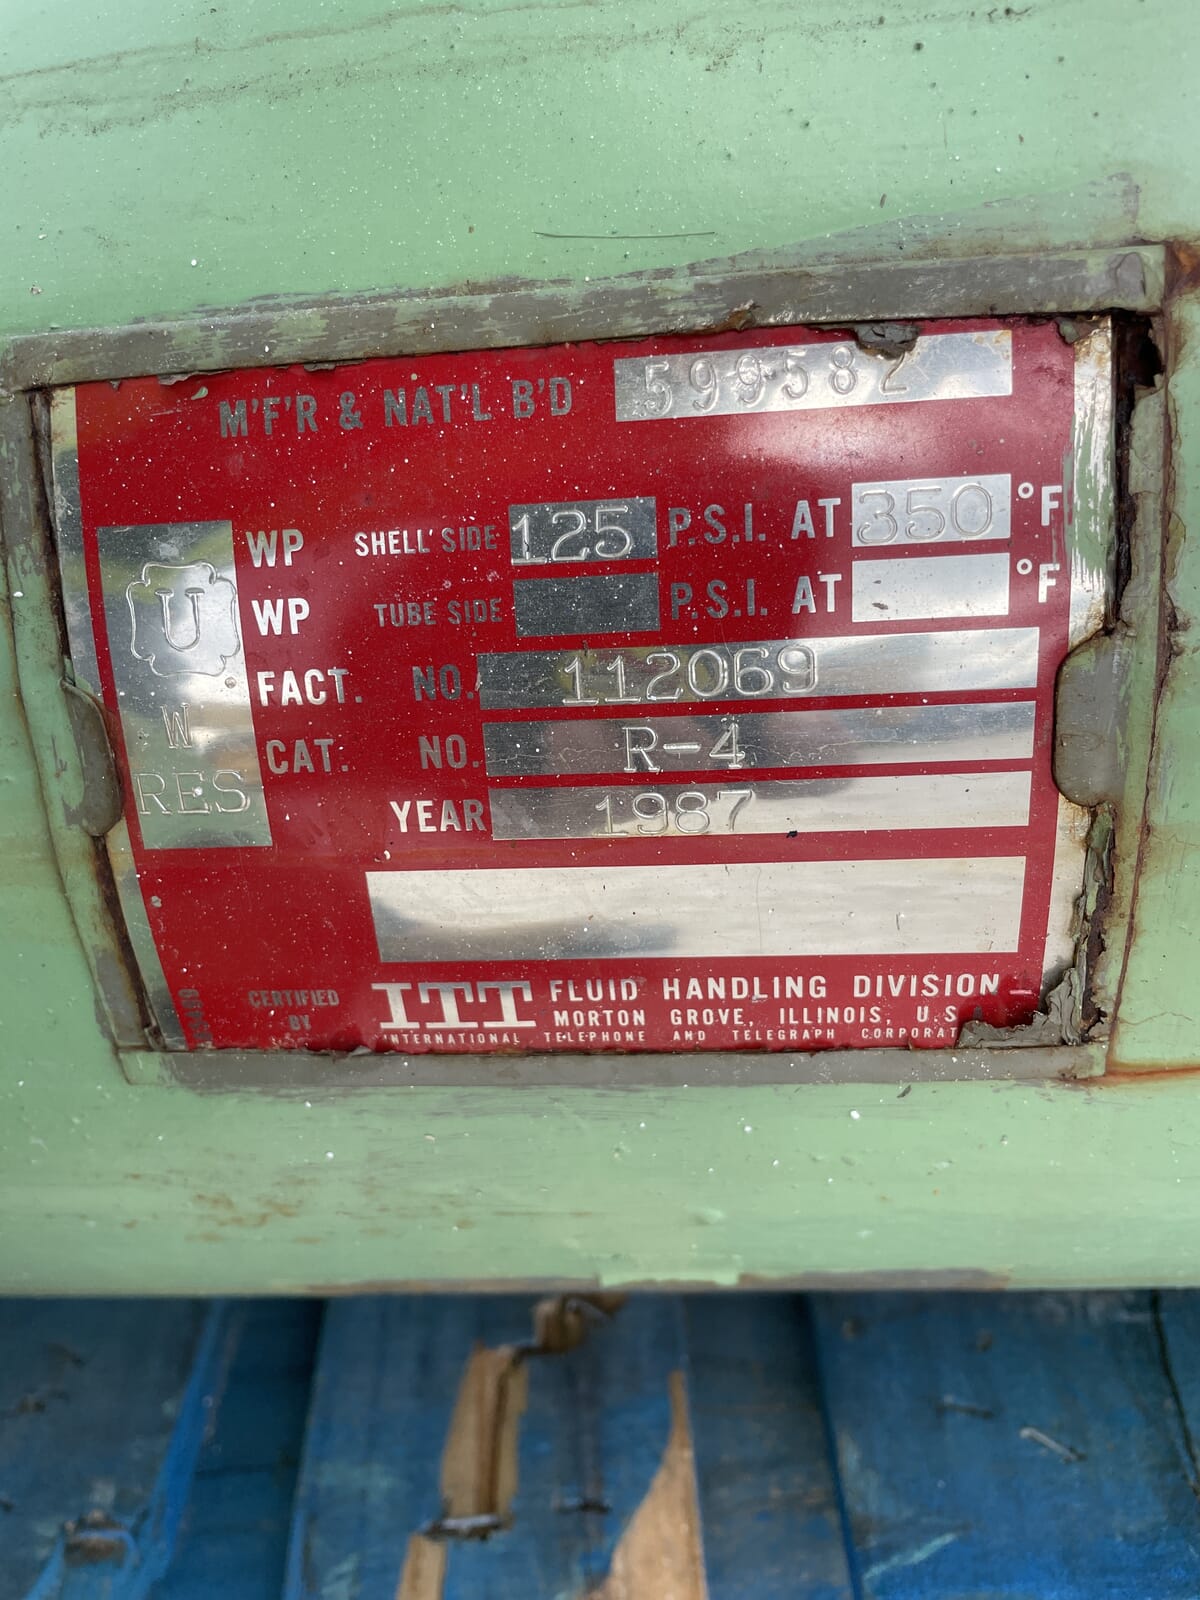 M'F'R & NAT'L B'D 599582
U
W
RES
WP SHELL SIDE 125 P.S.I. AT 350 °F
WP TUBE SIDE P.S.I. AT °F
FACT. NO. 112069
CAT. NO. R-4
YEAR 1987
CERTIFIED BY
ITT FLUID HANDLING DIVISION
MORTON GROVE, ILLINOIS, U.S.
INTERNATIONAL TELEPHONE AND TELEGRAPH CORPORAT